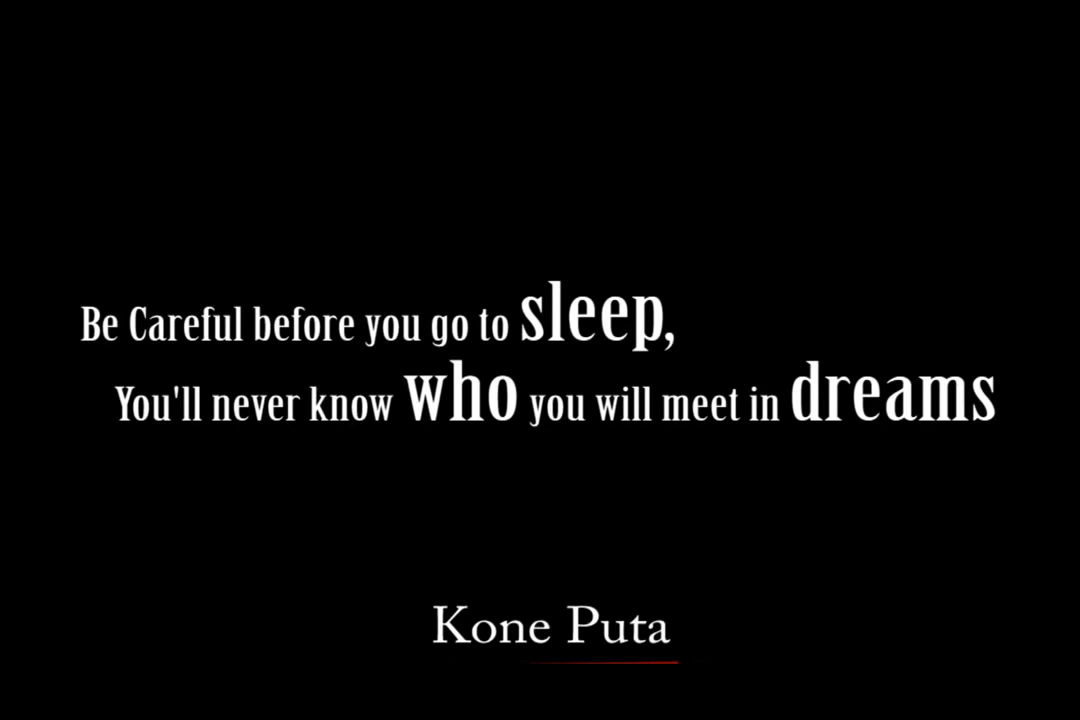 Be Careful before you go to sleep,
You'll never know who you will meet in dreams
Kone Puta